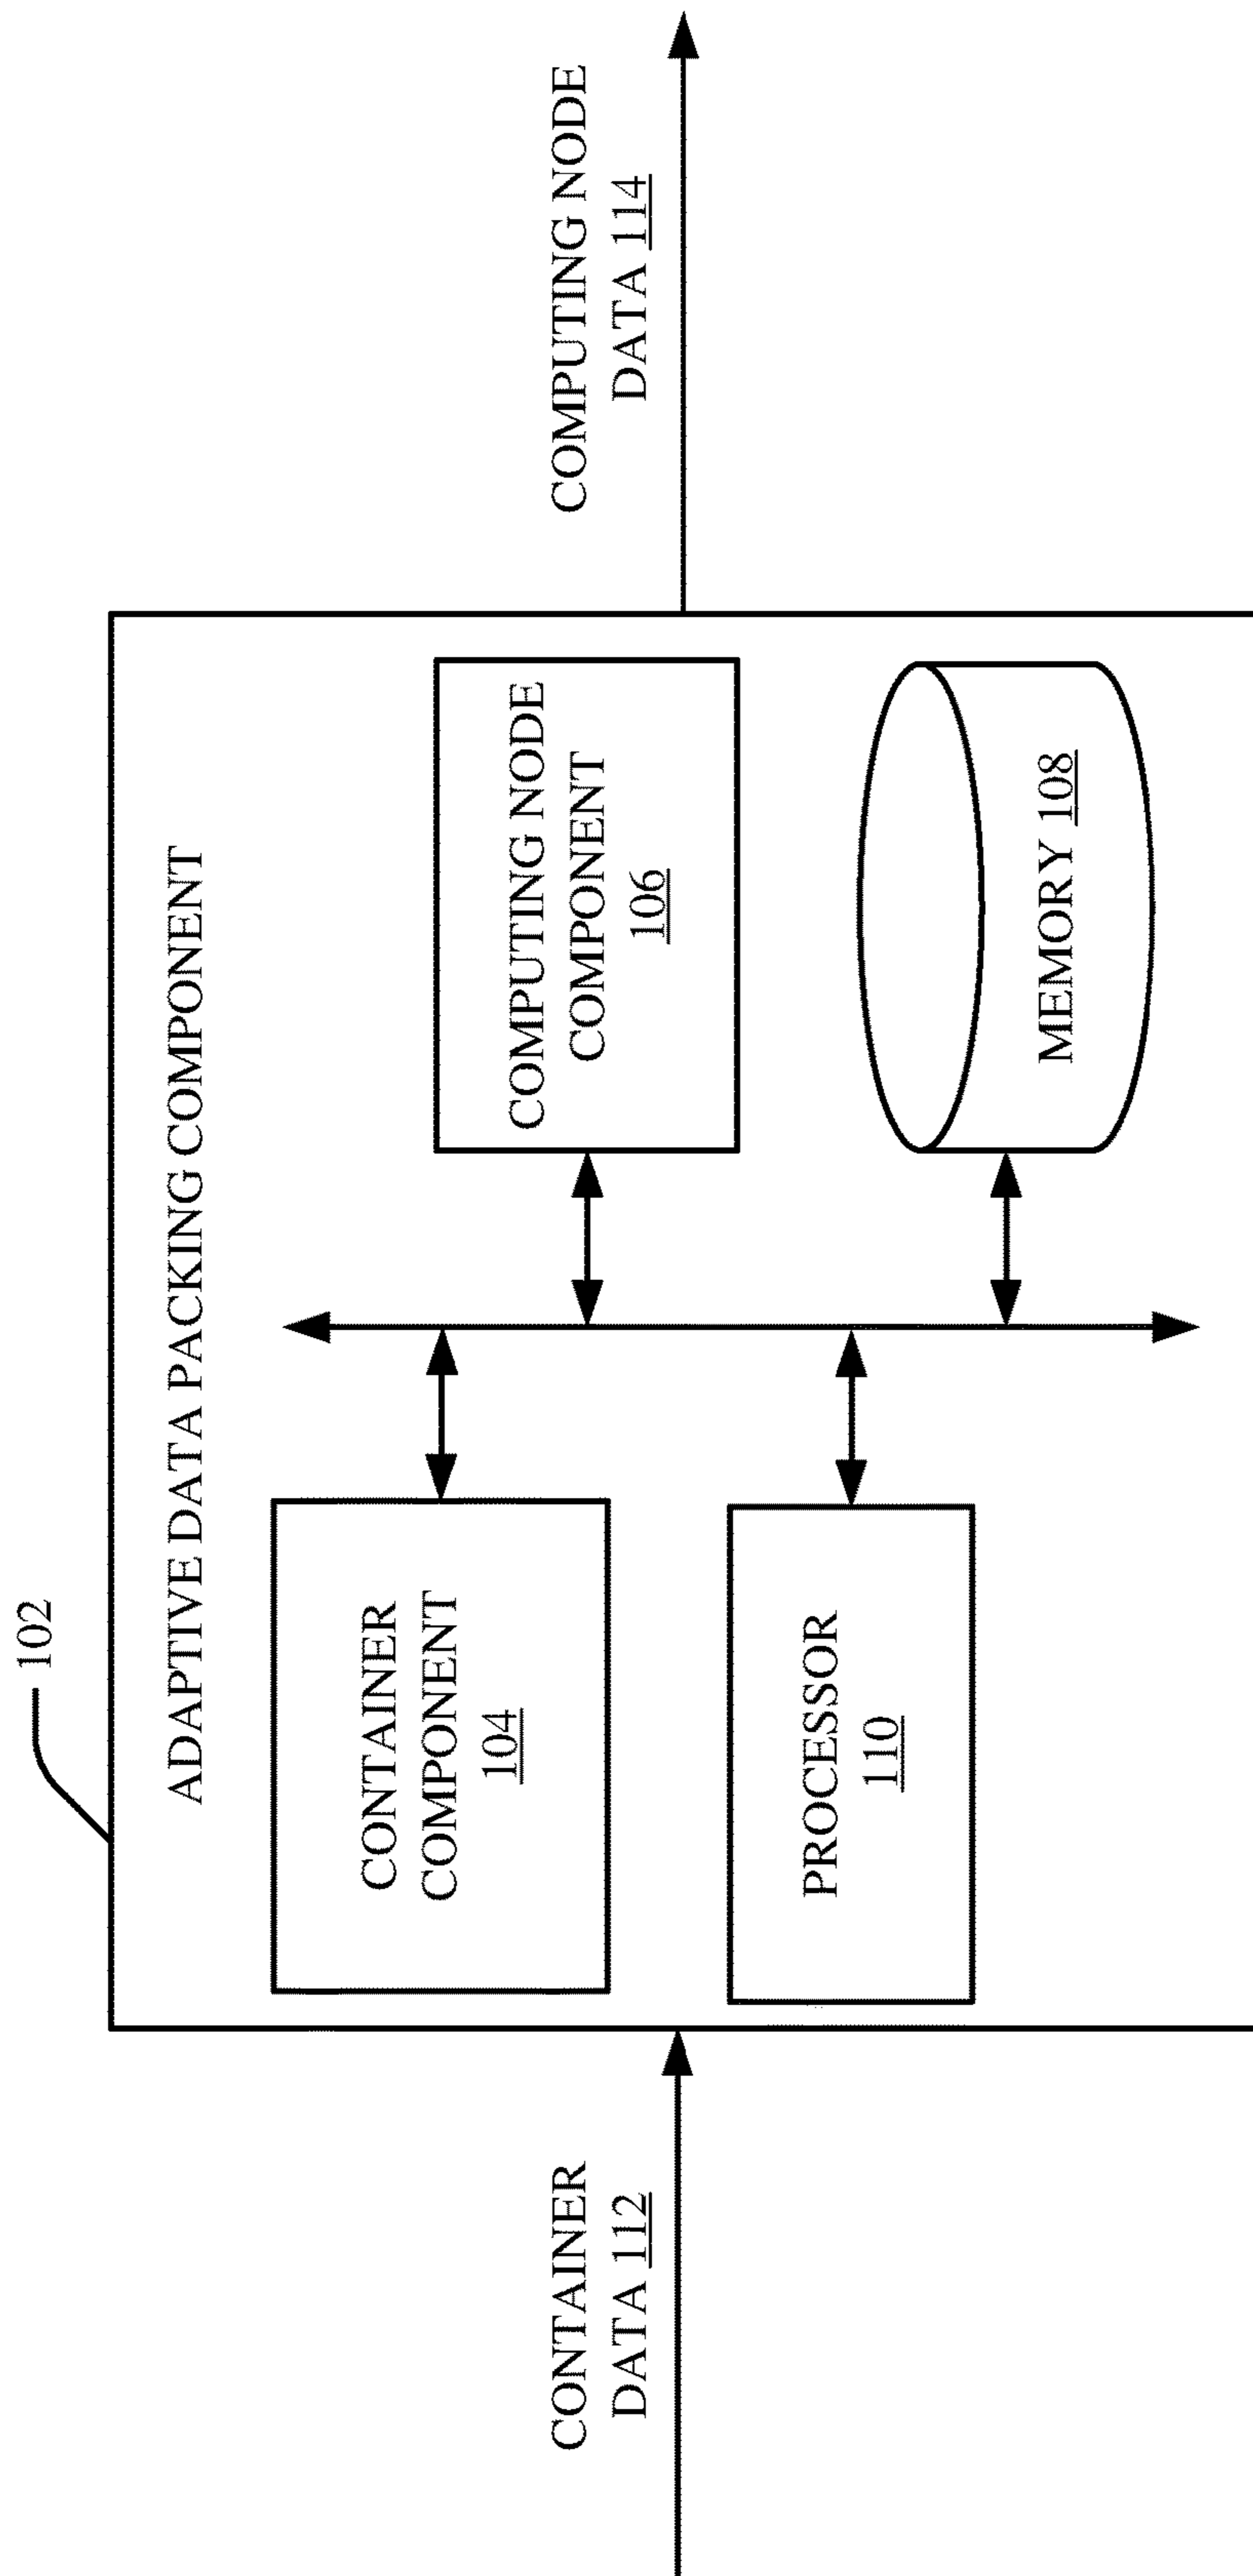 102
ADAPTIVE DATA PACKING COMPONENT
CONTAINER
DATA 112
CONTAINER
COMPONENT
104
COMPUTING NODE
COMPONENT
106
PROCESSOR
110
MEMORY 108
COMPUTING NODE
DATA 114